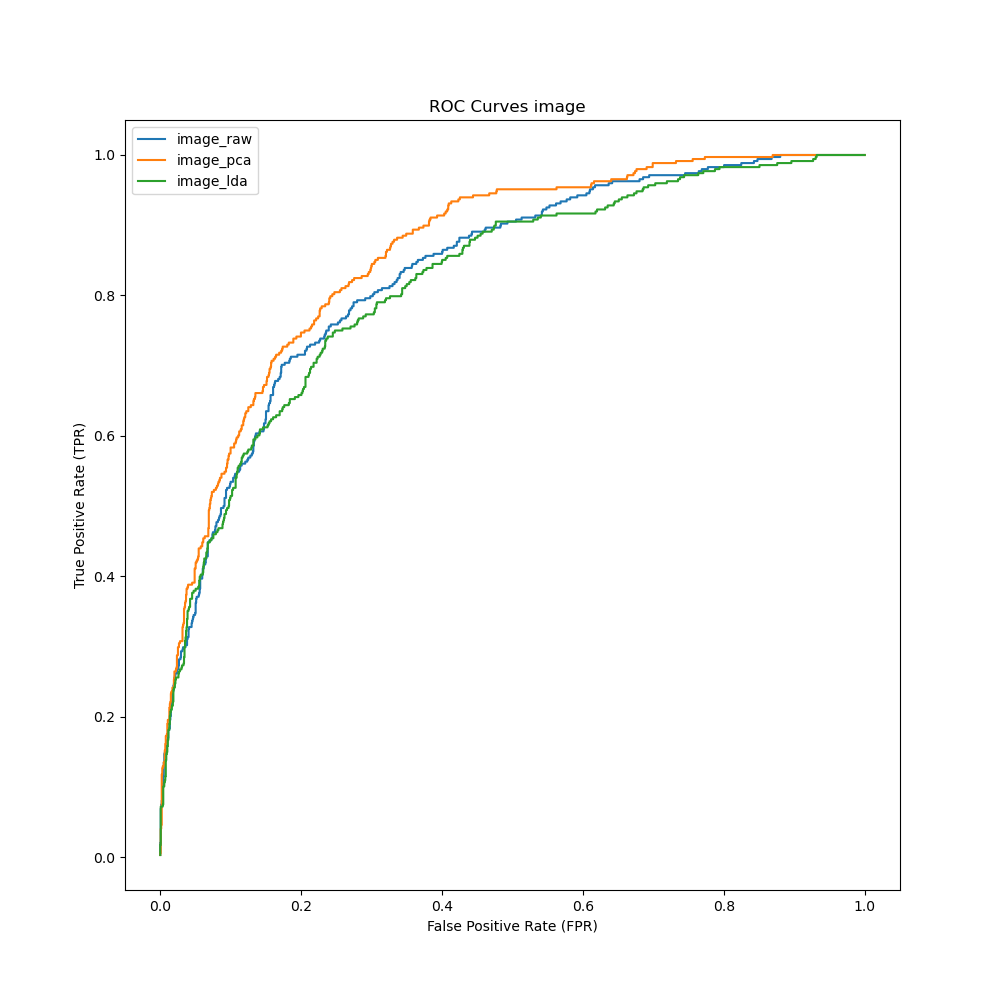 ROC Curves image
image_raw
image_pca
image_lda
1.0
0.8
0.6
0.4
0.2
0.0
True Positive Rate (TPR)
0.0 0.2 0.4 0.6 0.8 1.0
False Positive Rate (FPR)